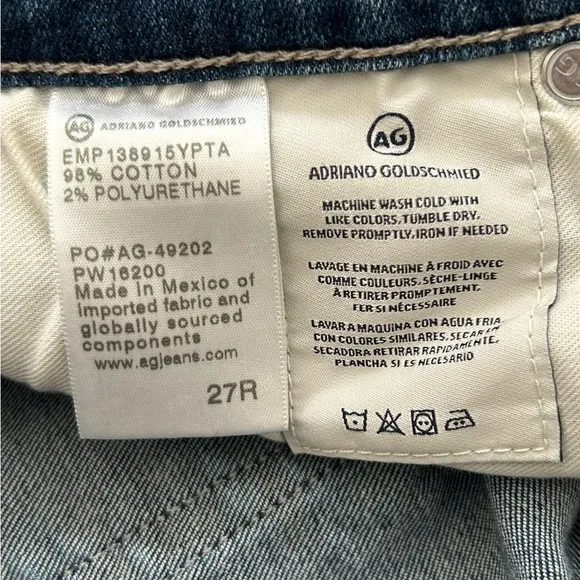 AG ADRIANO GOLDSCHMIED
EMP138915YPTA
98% COTTON
2% POLYURETHANE
PO#AG-49202
PW16200
Made in Mexico of
imported fabric and
globally sourced
components
www.agjeans.com
27R
AG
ADRIANO GOLDSCHMIED
MACHINE WASH COLD WITH
LIKE COLORS. TUMBLE DRY.
REMOVE PROMPTLY. IRON IF NEEDED
LAVAGE EN MACHINE À FROID AVEC
COMME COULEURS. SÈCHE-LINGE
À RETIRER PROMPTEMENT.
FER SI NÉCESSAIRE
LAVAR A MAQUINA CON AGUA FRIA
CON COLORES SIMILARES. SECAR EN
SECADORA RETIRAR RAPIDAMENTE.
PLANCHA SI ES NECESARIO